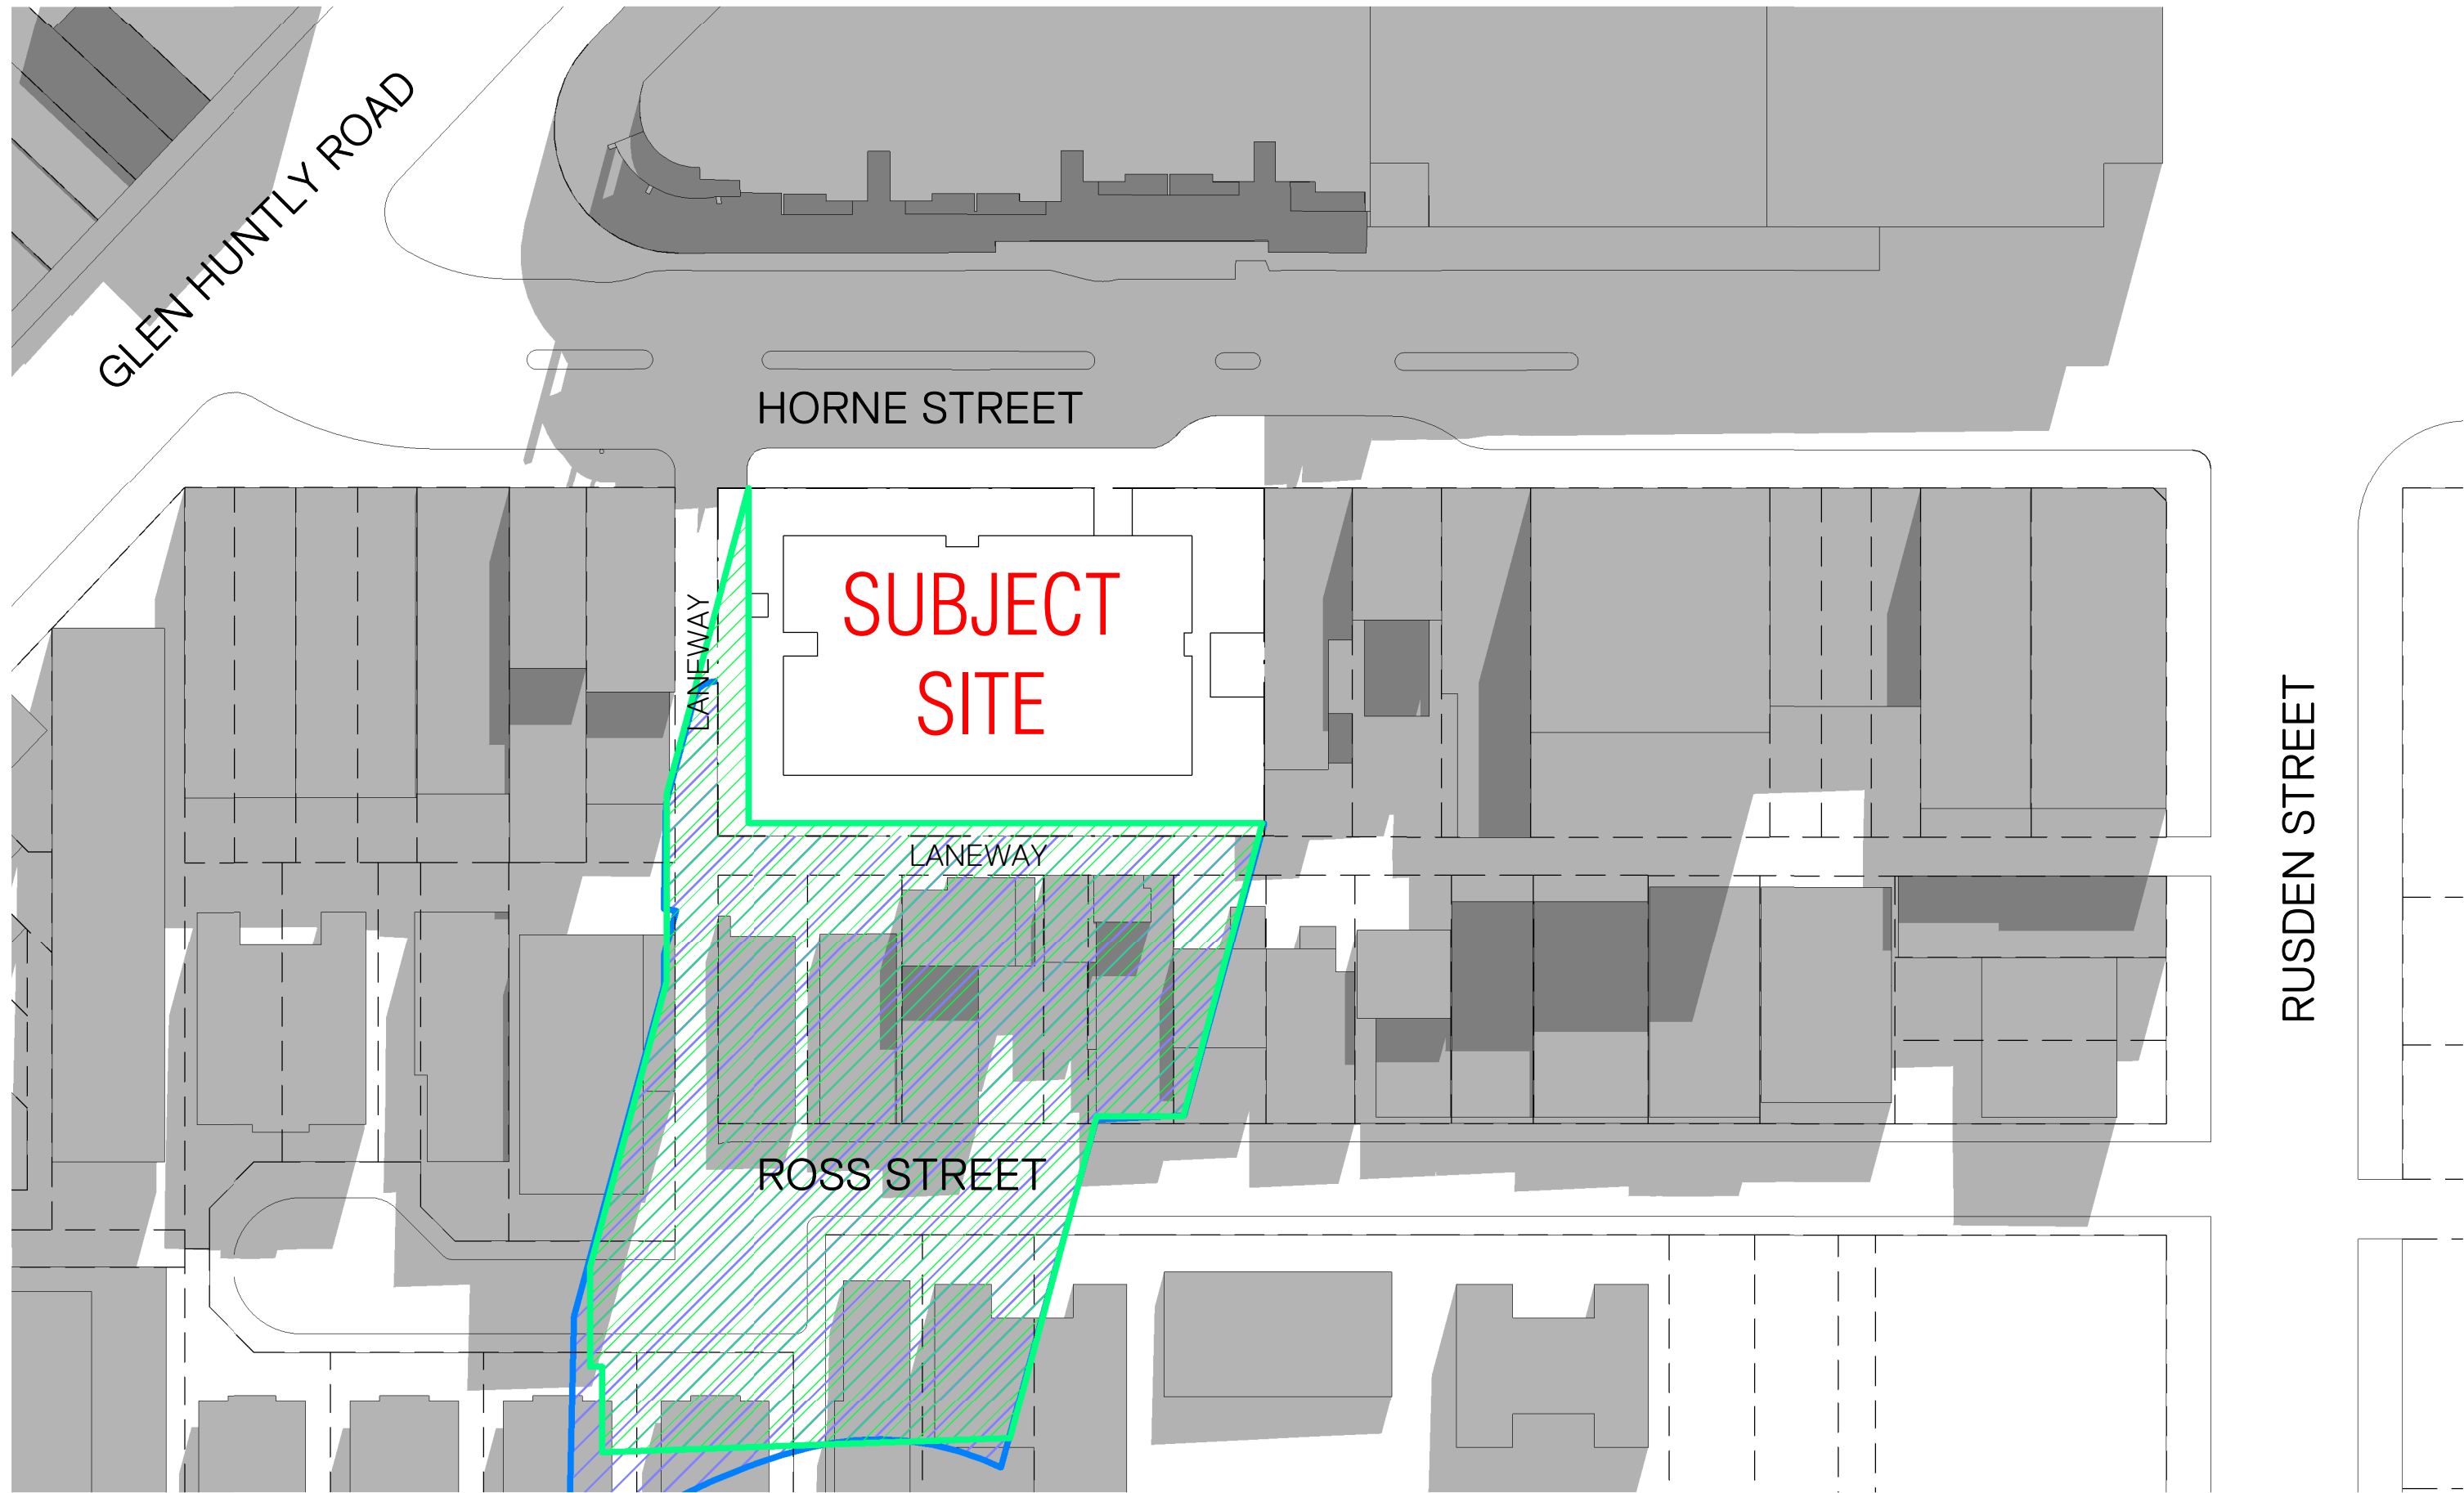 GLEN HUNTLY ROAD
HORNE STREET
SUBJECT
SITE
LANEWAY
LANEWAY
RUSDEN STREET
ROSS STREET